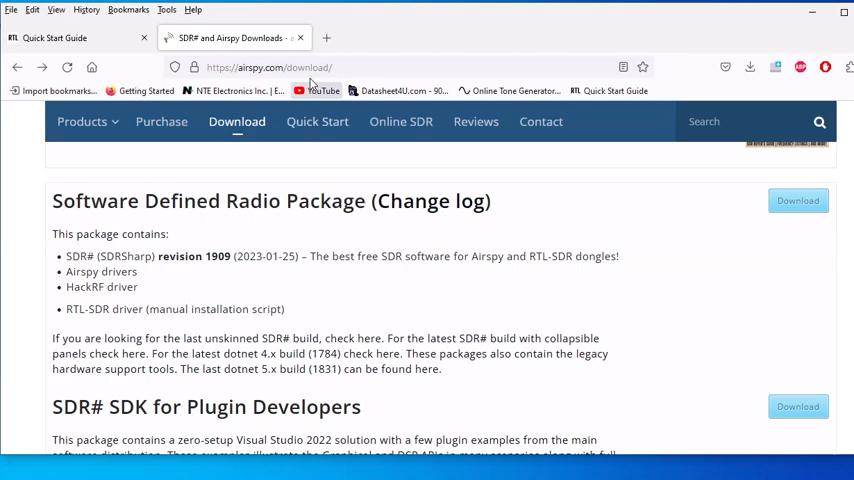 File Edit View History Bookmarks Tools Help
RTL Quick Start Guide
SDR# and Airspy Downloads - a
https://airspy.com/download/
Import bookmarks... Getting Started NTE Electronics Inc. | E... YouTube Datasheet4U.com - 90... Online Tone Generator... RTL Quick Start Guide
Products Purchase Download Quick Start Online SDR Reviews Contact Search
Software Defined Radio Package (Change log) Download
This package contains:
• SDR# (SDRSharp) revision 1909 (2023-01-25) – The best free SDR software for Airspy and RTL-SDR dongles!
• Airspy drivers
• HackRF driver
• RTL-SDR driver (manual installation script)
If you are looking for the last unskinned SDR# build, check here. For the latest SDR# build with collapsible
panels check here. For the latest dotnet 4.x build (1784) check here. These packages also contain the legacy
hardware support tools. The last dotnet 5.x build (1831) can be found here.
SDR# SDK for Plugin Developers Download
This package contains a zero-setup Visual Studio 2022 solution with a few plugin examples from the main